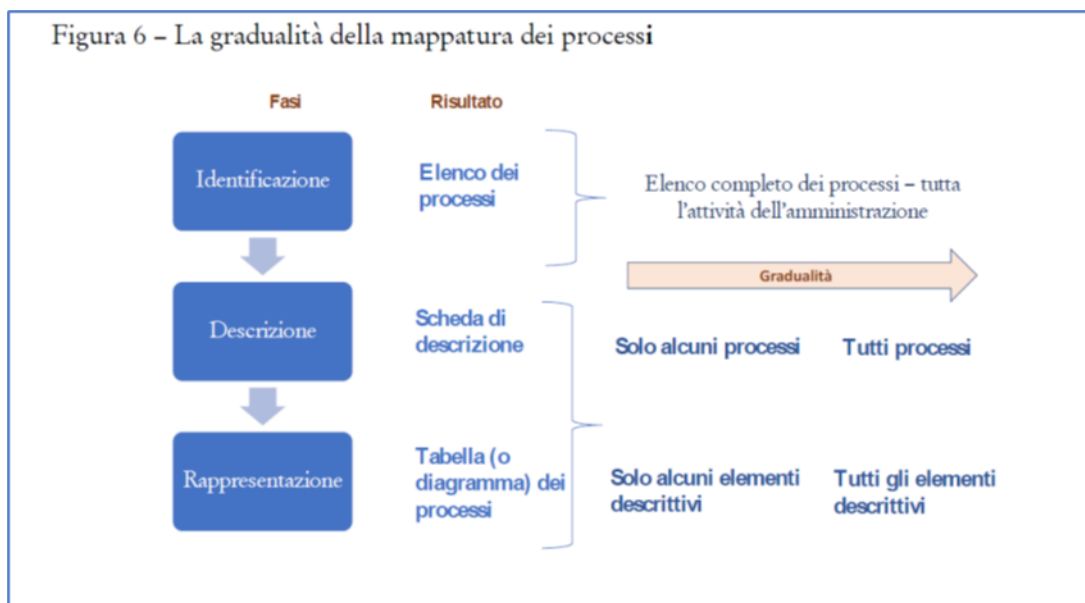 Figura 6 – La gradualità della mappatura dei processi
Fasi
Risultato
Identificazione
Elenco dei
processi
Elenco completo dei processi – tutta
l'attività dell'amministrazione
Gradualità
Descrizione
Scheda di
descrizione
Solo alcuni processi
Tutti processi
Rappresentazione
Tabella (o
diagramma) dei
processi
Solo alcuni elementi
descrittivi
Tutti gli elementi
descrittivi